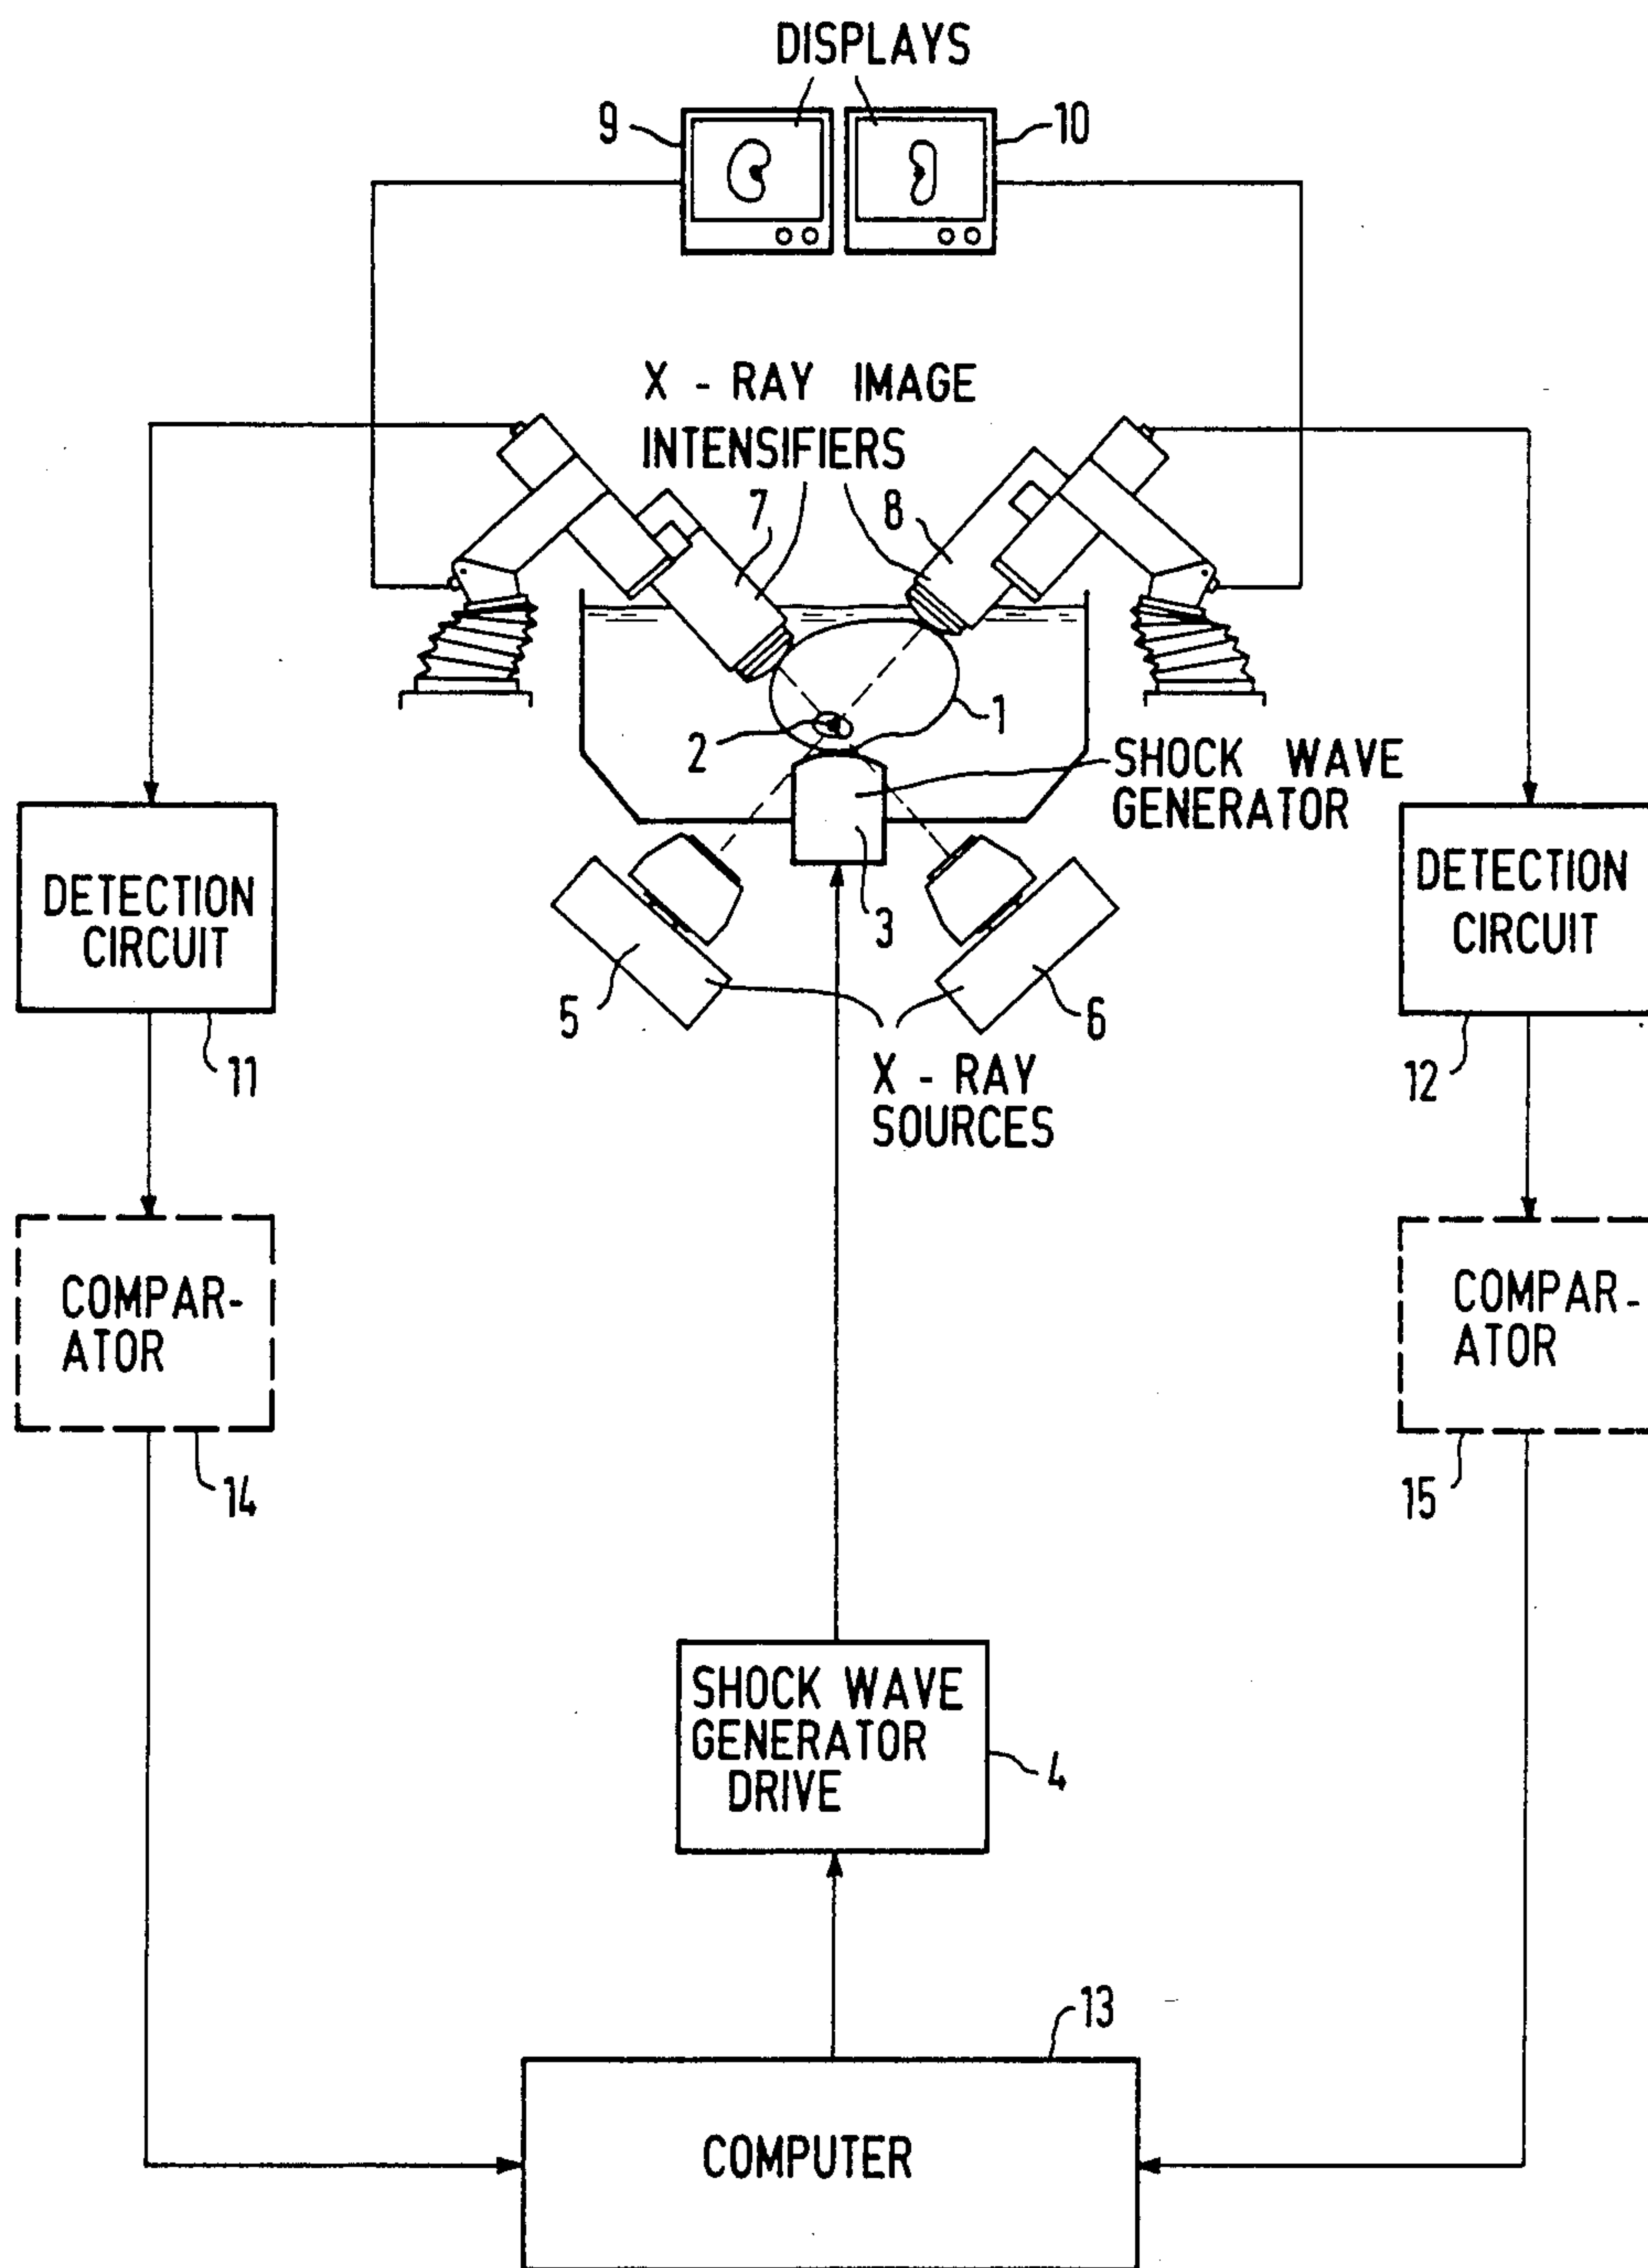 DISPLAYS
9
10
X - RAY IMAGE
INTENSIFIERS
7
8
1
2
SHOCK WAVE
GENERATOR
3
DETECTION
CIRCUIT
DETECTION
CIRCUIT
5
6
11
12
X - RAY
SOURCES
COMPAR-
ATOR
COMPAR-
ATOR
14
15
SHOCK WAVE
GENERATOR
DRIVE
4
13
COMPUTER